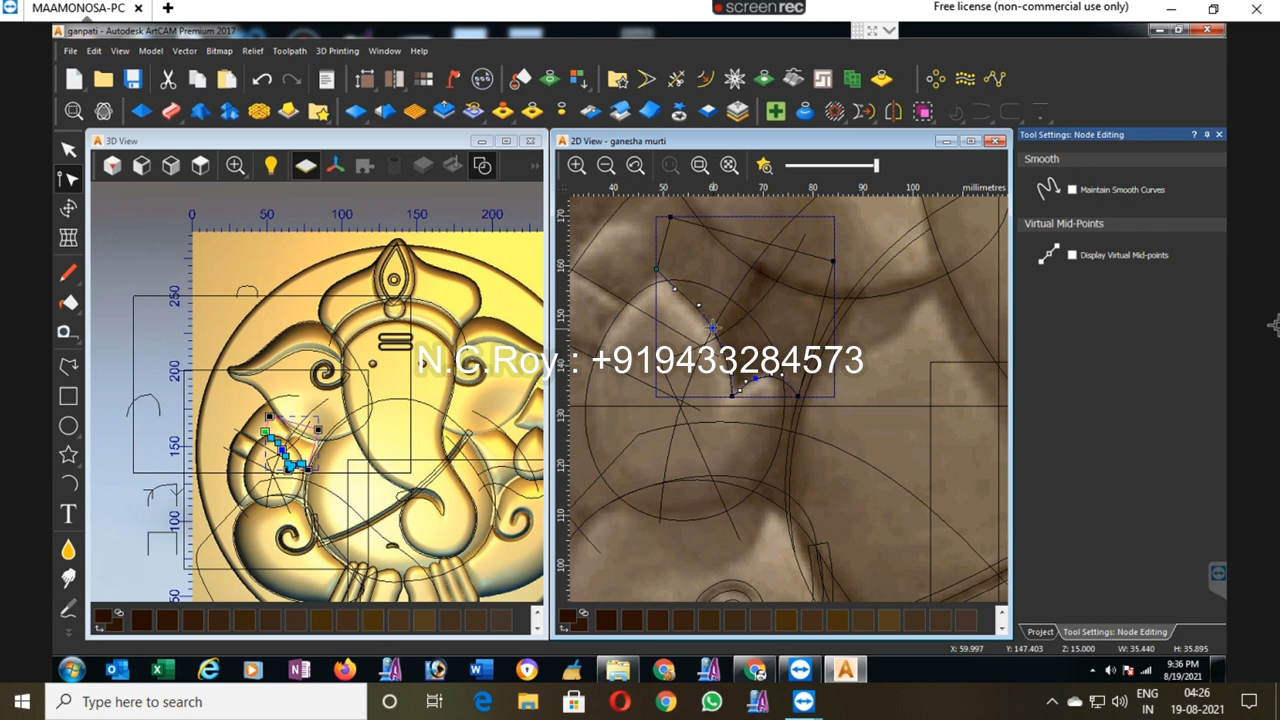 MAAMONOSA-PC
screenrec
Free license (non-commercial use only)
ganpati - Autodesk ArtCAM Premium 2017
File Edit View Model Vector Bitmap Relief Toolpath 3D Printing Window Help
3D View
2D View - ganesha murti
Tool Settings: Node Editing
Smooth
Maintain Smooth Curves
Virtual Mid-Points
Display Virtual Mid-points
40 50 60 70 80 90 100 millimetres
0 50 100 150 200
170
160
150
140
130
120
110
100
250
200
150
100
50
N.C.Roy : +919433284573
Project Tool Settings: Node Editing
X: 59.997 Y: 147.403 Z: 15.000 W: 35.440 H: 35.895
9:36 PM
8/19/2021
Type here to search
ENG
IN
04:26
19-08-2021